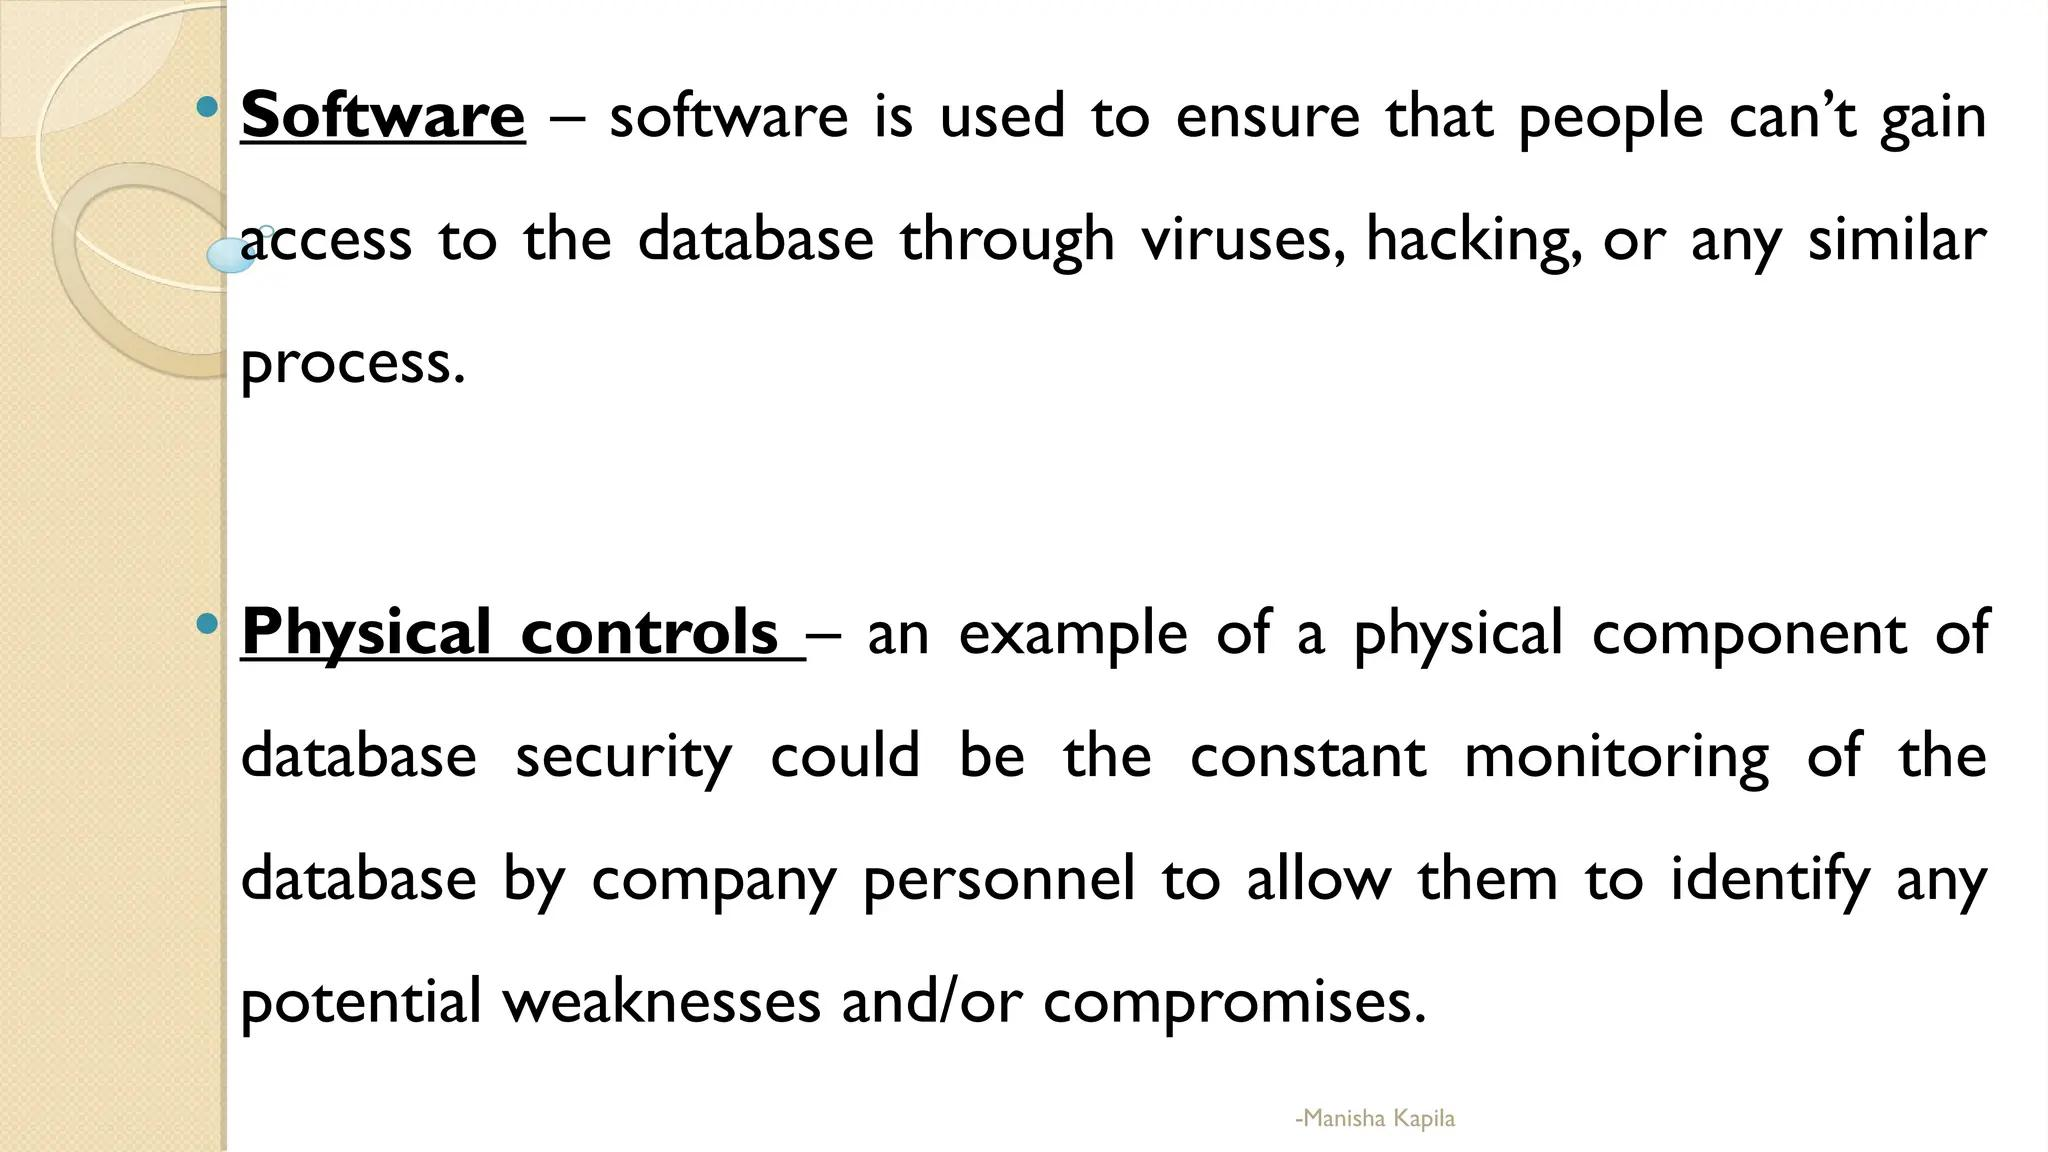 • Software – software is used to ensure that people can’t gain
access to the database through viruses, hacking, or any similar
process.
• Physical controls – an example of a physical component of
database security could be the constant monitoring of the
database by company personnel to allow them to identify any
potential weaknesses and/or compromises.
-Manisha Kapila